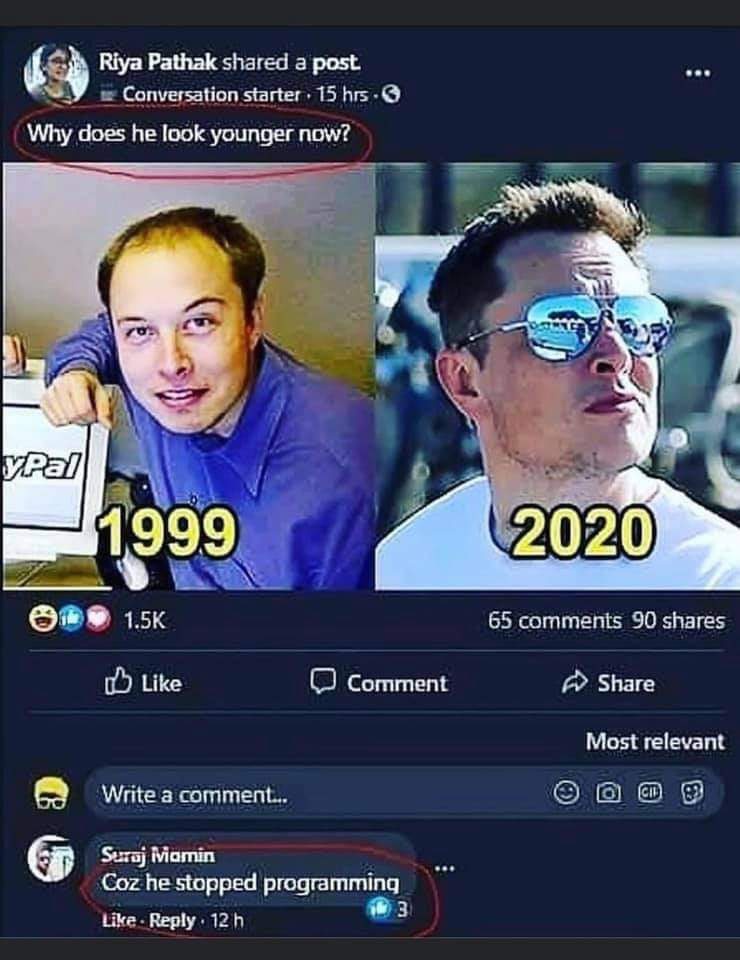 Riya Pathak shared a post.
Conversation starter · 15 hrs ·
Why does he look younger now?
yPal
1999
2020
1.5K
65 comments 90 shares
Like
Comment
Share
Most relevant
Write a comment...
GIF
Suraj Momin
Coz he stopped programming
3
Like · Reply · 12 h